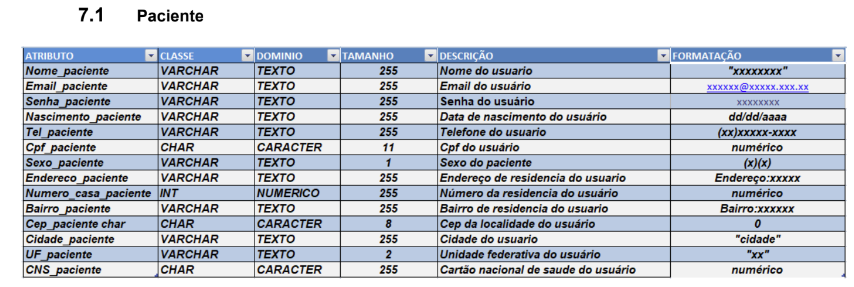 7.1 Paciente
ATRIBUTO CLASSE DOMINIO TAMANHO DESCRIÇÃO FORMATAÇÃO
Nome_paciente VARCHAR TEXTO 255 Nome do usuario "xxxxxxxx"
Email_paciente VARCHAR TEXTO 255 Email do usuário xxxxxx@xxxxx.xxx.xx
Senha_paciente VARCHAR TEXTO 255 Senha do usuário xxxxxxxx
Nascimento_paciente VARCHAR TEXTO 255 Data de nascimento do usuário dd/dd/aaaa
Tel_paciente VARCHAR TEXTO 255 Telefone do usuario (xx)xxxxx-xxxx
Cpf_paciente CHAR CARACTER 11 Cpf do usuário numérico
Sexo_paciente VARCHAR TEXTO 1 Sexo do paciente (x)(x)
Endereco_paciente VARCHAR TEXTO 255 Endereço de residencia do usuario Endereço:xxxxx
Numero_casa_paciente INT NUMERICO 255 Número da residencia do usuário numérico
Bairro_paciente VARCHAR TEXTO 255 Bairro de residencia do usuario Bairro:xxxxxx
Cep_paciente char CHAR CARACTER 8 Cep da localidade do usuário 0
Cidade_paciente VARCHAR TEXTO 255 Cidade do usuario "cidade"
UF_paciente VARCHAR TEXTO 2 Unidade federativa do usuário "xx"
CNS_paciente CHAR CARACTER 255 Cartão nacional de saude do usuário numérico